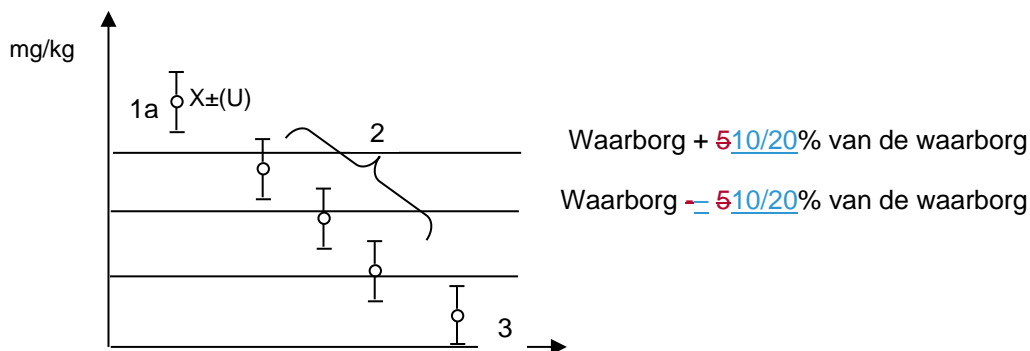 mg/kg
1a
X±(U)
2
Waarborg + 510/20% van de waarborg
Waarborg -– 510/20% van de waarborg
3